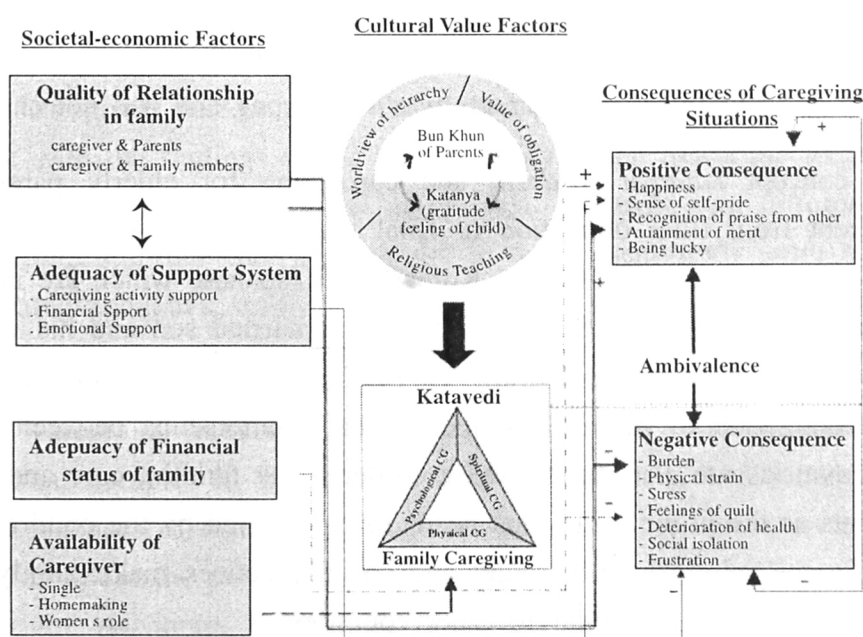 Societal-economic Factors
Quality of Relationship
in family
caregiver & Parents
caregiver & Family members
Adequacy of Support System
. Careqiving activity support
. Financial Spport
. Emotional Support
Adepuacy of Financial
status of family
Availability of
Careqiver
- Single
- Homemaking
- Women s role
Cultural Value Factors
Worldview of heirarchy
Value of obligation
Religious Teaching
Bun Khun
of Parents
Katanya
(gratitude
feeling of child)
Katavedi
Psychological CG
Spiritual CG
Phyaical CG
Family Caregiving
Consequences of Caregiving
Situations
+
+
+
+
Positive Consequence
- Happiness
- Sense of self-pride
- Recognition of praise from other
- Attiainment of merit
- Being lucky
Ambivalence
Negative Consequence
- Burden
- Physical strain
- Suress
- Feelings of quilt
- Deterioration of health
- Social isolation
- Frustration
-
-
-
-